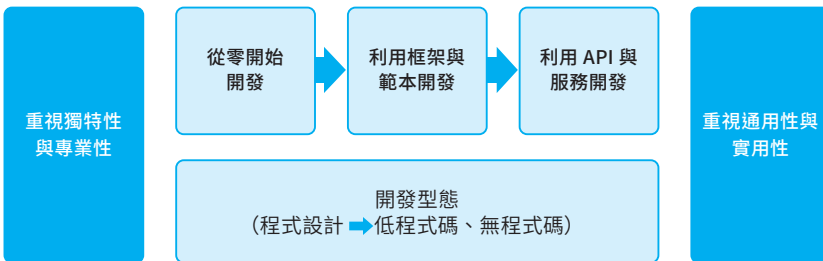 重視獨特性
與專業性
從零開始
開發
利用框架與
範本開發
利用 API 與
服務開發
開發型態
（程式設計 ➡ 低程式碼、無程式碼）
重視通用性與
實用性